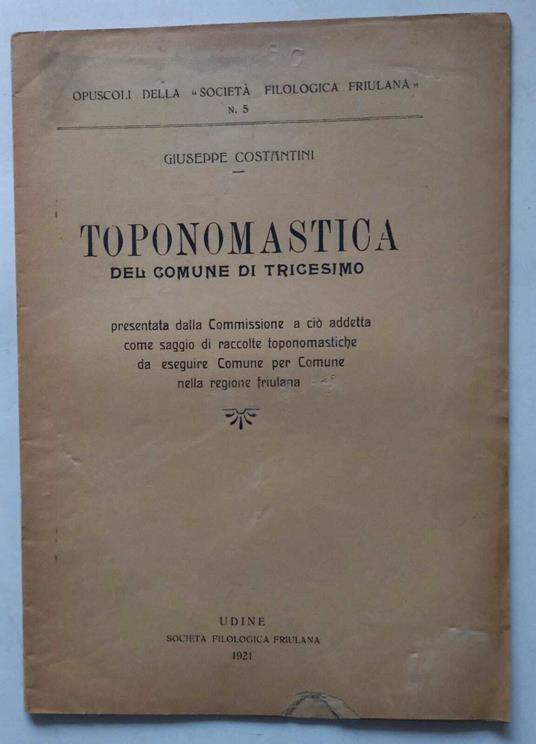 OPUSCOLI DELLA "SOCIETÀ FILOLOGICA FRIULANA"
N. 5
GIUSEPPE COSTANTINI
TOPONOMASTICA
DEL COMUNE DI TRICESIMO
presentata dalla Commissione a ciò addetta
come saggio di raccolte toponomastiche
da eseguire Comune per Comune
nella regione friulana
UDINE
SOCIETÀ FILOLOGICA FRIULANA
1921